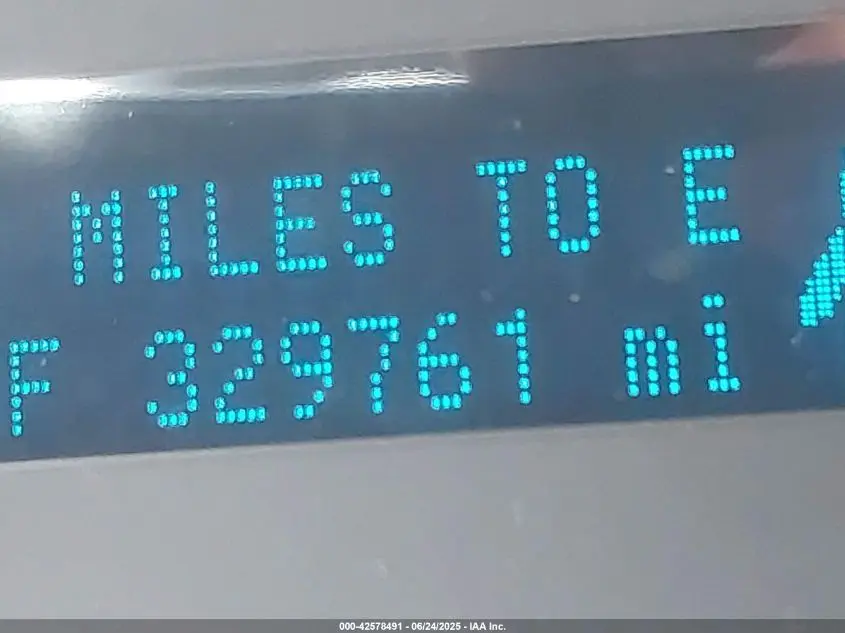 MILES TO E
F 329761 mi
000-42578491 - 06/24/2025 - IAA Inc.